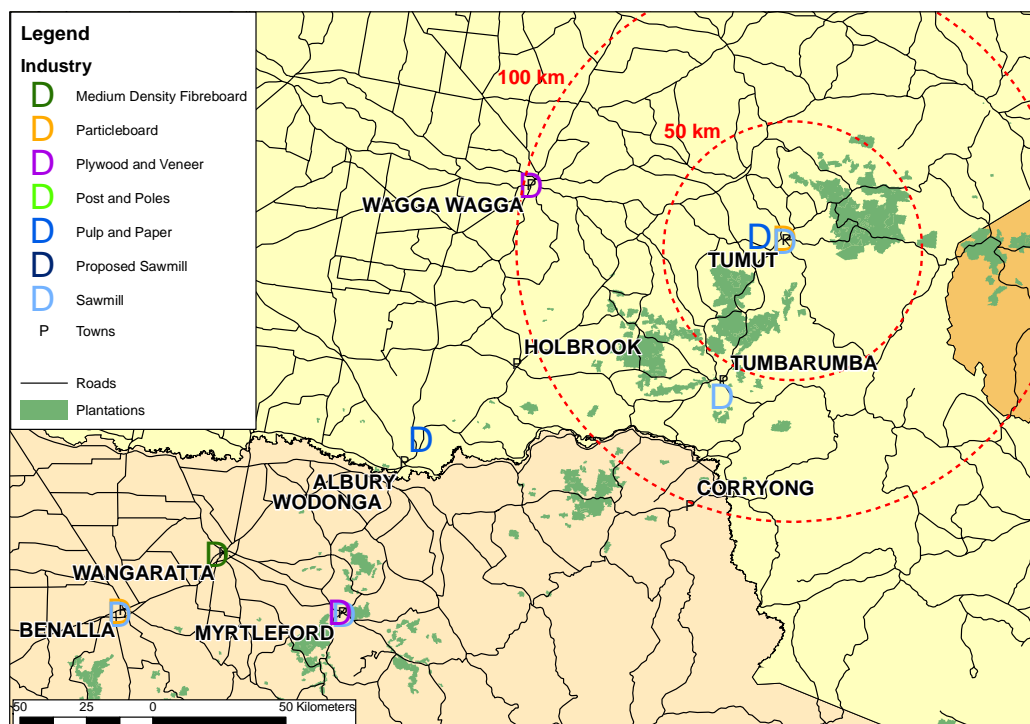 Legend
Industry
D Medium Density Fibreboard
D Particleboard
D Plywood and Veneer
D Post and Poles
D Pulp and Paper
D Proposed Sawmill
D Sawmill
P Towns
Roads
Plantations
100 km
50 km
D P
WAGGA WAGGA
D D P
TUMUT
HOLBROOK
P
TUMBARUMBA
P
D
D
P
ALBURY
WODONGA
CORRYONG
P
D P
WANGARATTA
D P
BENALLA
D P
MYRTLEFORD
50 25 0 50 Kilometers